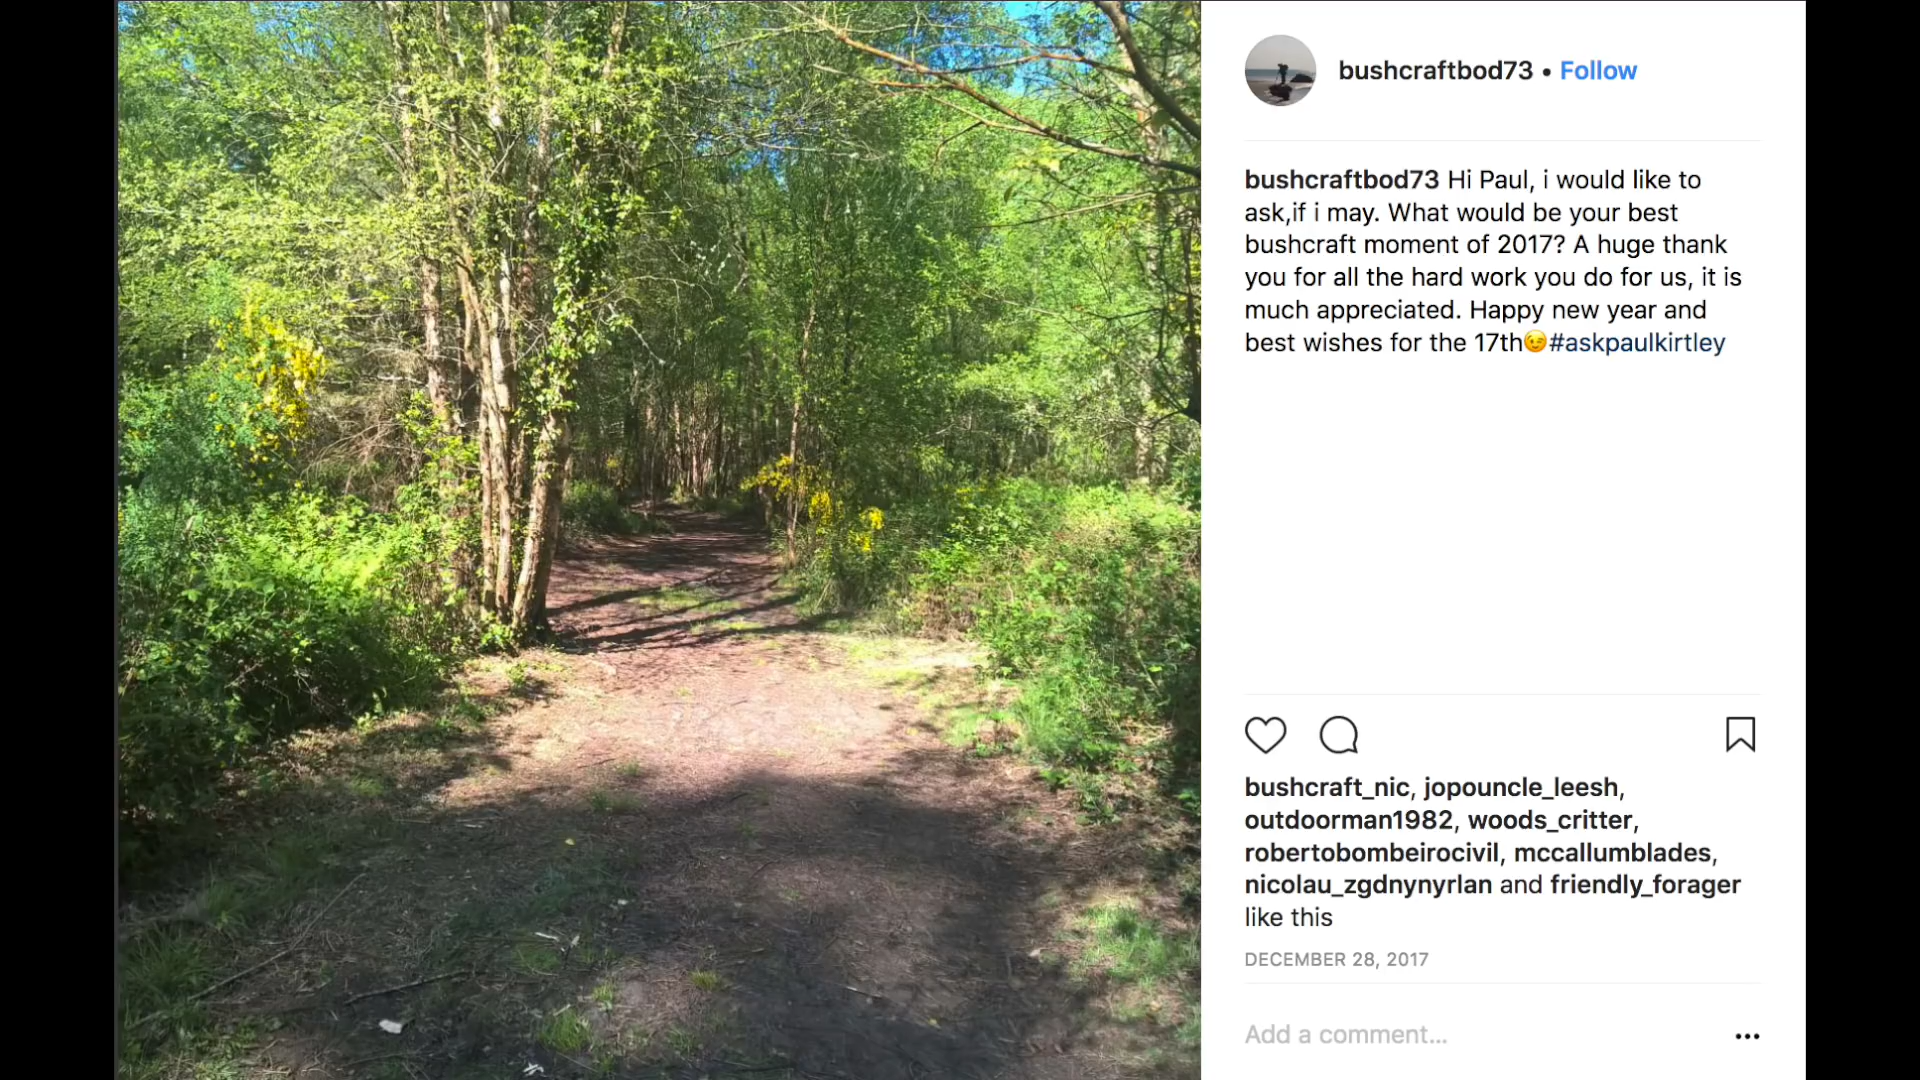 bushcraftbod73 • Follow
bushcraftbod73 Hi Paul, i would like to
ask,if i may. What would be your best
bushcraft moment of 2017? A huge thank
you for all the hard work you do for us, it is
much appreciated. Happy new year and
best wishes for the 17th😉#askpaulkirtley
bushcraft_nic, jopouncle_leesh,
outdoorman1982, woods_critter,
robertobombeirocivil, mccallumblades,
nicolau_zgdnynyrlan and friendly_forager
like this
DECEMBER 28, 2017
Add a comment...